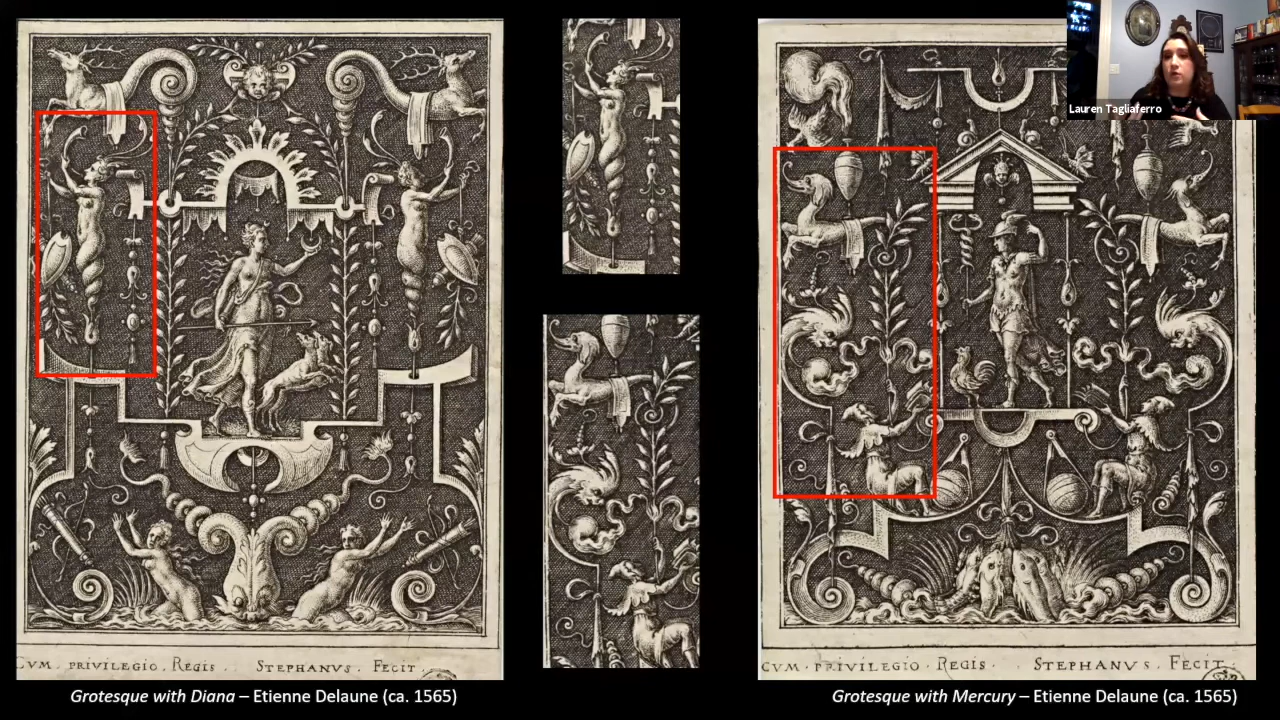 Lauren Tagliaferro
CVM · PRIVILEGIO · REGIS · STEPHANVS · FECIT ·
CVM · PRIVILEGIO · REGIS · STEPHANVS · FECIT ·
Grotesque with Diana – Etienne Delaune (ca. 1565)
Grotesque with Mercury – Etienne Delaune (ca. 1565)